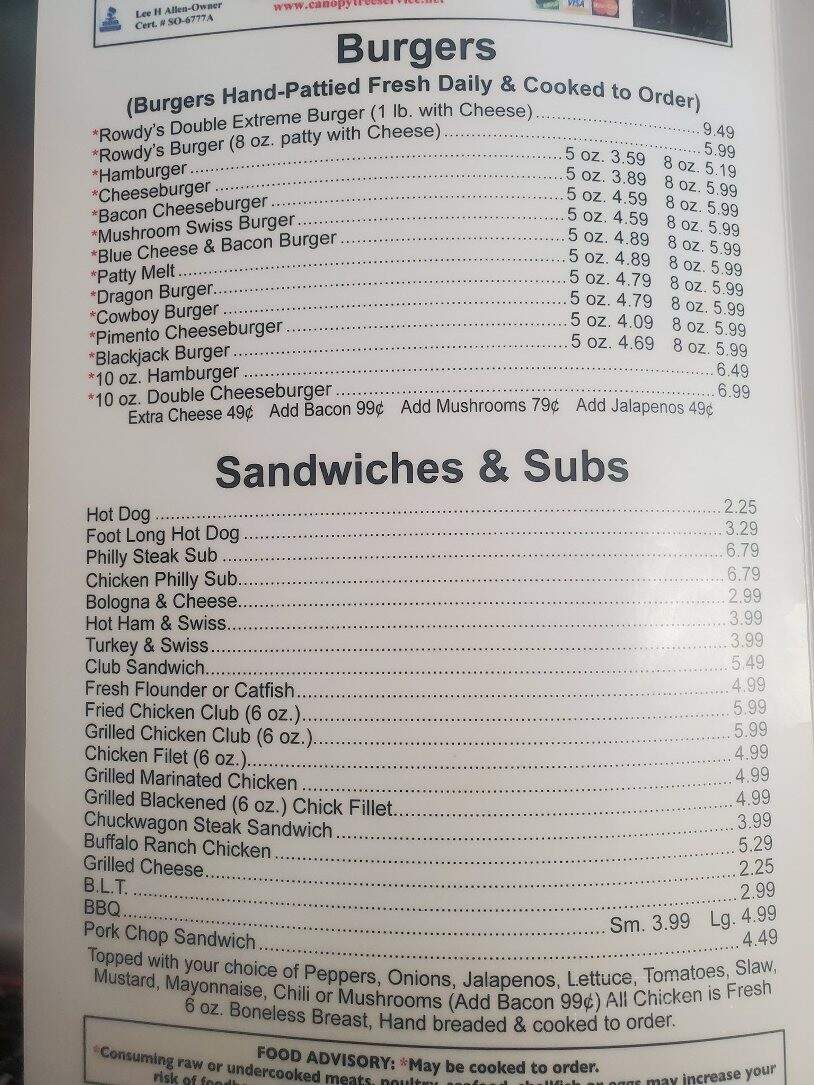 Lee H Allen-Owner
Cert. # SO-6777A
www.canopytreeservice.net
VISA
Burgers
(Burgers Hand-Pattied Fresh Daily & Cooked to Order)
*Rowdy's Double Extreme Burger (1 lb. with Cheese)........9.49
*Rowdy's Burger (8 oz. patty with Cheese)........5.99
*Hamburger........5 oz. 3.59 8 oz. 5.19
*Cheeseburger........5 oz. 3.89 8 oz. 5.99
*Bacon Cheeseburger........5 oz. 4.59 8 oz. 5.99
*Mushroom Swiss Burger........5 oz. 4.59 8 oz. 5.99
*Blue Cheese & Bacon Burger........5 oz. 4.89 8 oz. 5.99
*Patty Melt........5 oz. 4.89 8 oz. 5.99
*Dragon Burger........5 oz. 4.79 8 oz. 5.99
*Cowboy Burger........5 oz. 4.79 8 oz. 5.99
*Pimento Cheeseburger........5 oz. 4.09 8 oz. 5.99
*Blackjack Burger........5 oz. 4.69 8 oz. 5.99
*10 oz. Hamburger........6.49
*10 oz. Double Cheeseburger........6.99
Extra Cheese 49¢ Add Bacon 99¢ Add Mushrooms 79¢ Add Jalapenos 49¢
Sandwiches & Subs
Hot Dog........2.25
Foot Long Hot Dog........3.29
Philly Steak Sub........6.79
Chicken Philly Sub........6.79
Bologna & Cheese........2.99
Hot Ham & Swiss........3.99
Turkey & Swiss........3.99
Club Sandwich........5.49
Fresh Flounder or Catfish........4.99
Fried Chicken Club (6 oz.)........5.99
Grilled Chicken Club (6 oz.)........5.99
Chicken Filet (6 oz.)........4.99
Grilled Marinated Chicken........4.99
Grilled Blackened (6 oz.) Chick Fillet........4.99
Chuckwagon Steak Sandwich........3.99
Buffalo Ranch Chicken........5.29
Grilled Cheese........2.25
B.L.T.........2.99
BBQ........Sm. 3.99 Lg. 4.99
Pork Chop Sandwich........4.49
Topped with your choice of Peppers, Onions, Jalapenos, Lettuce, Tomatoes, Slaw,
Mustard, Mayonnaise, Chili or Mushrooms (Add Bacon 99¢) All Chicken is Fresh
6 oz. Boneless Breast, Hand breaded & cooked to order.
FOOD ADVISORY: *May be cooked to order.
*Consuming raw or undercooked meats, poultry, seafood, shellfish or eggs may increase your
risk of